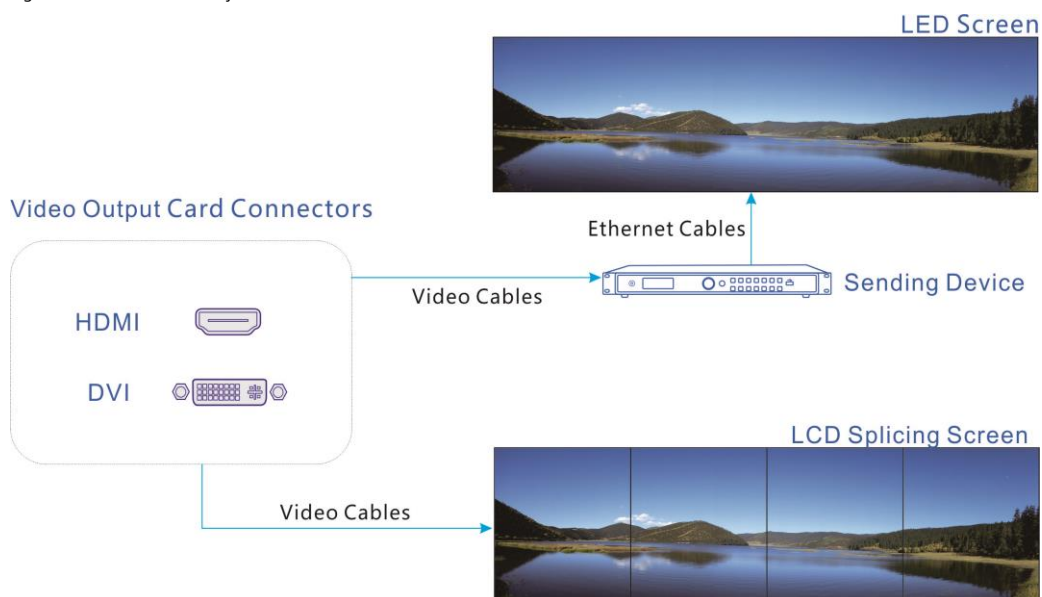 LED Screen
Video Output Card Connectors
Ethernet Cables
Video Cables
Sending Device
HDMI
DVI
LCD Splicing Screen
Video Cables